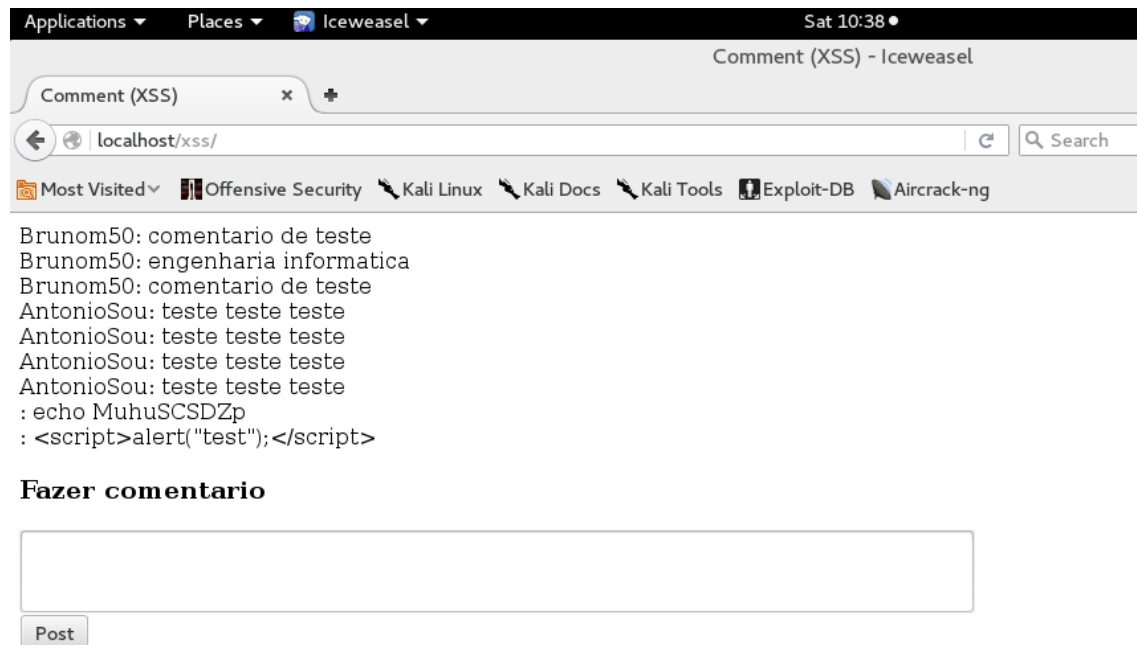 Applications Places Iceweasel Sat 10:38
Comment (XSS) - Iceweasel
Comment (XSS)
localhost/xss/ Search
Most Visited Offensive Security Kali Linux Kali Docs Kali Tools Exploit-DB Aircrack-ng
Brunom50: comentario de teste
Brunom50: engenharia informatica
Brunom50: comentario de teste
AntonioSou: teste teste teste
AntonioSou: teste teste teste
AntonioSou: teste teste teste
AntonioSou: teste teste teste
: echo MuhuSCSDZp
: <script>alert("test");</script>
Fazer comentario
Post